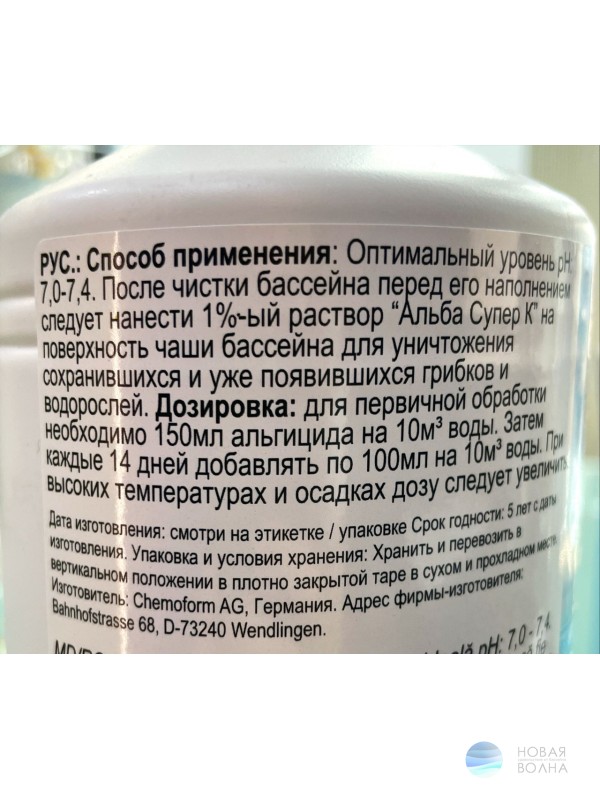 РУС.: Способ применения: Оптимальный уровень pH:
7,0-7,4. После чистки бассейна перед его наполнением
следует нанести 1%-ый раствор “Альба Супер К” на
поверхность чаши бассейна для уничтожения
сохранившихся и уже появившихся грибков и
водорослей. Дозировка: для первичной обработки
необходимо 150мл альгицида на 10м³ воды. Затем
каждые 14 дней добавлять по 100мл на 10м³ воды. При
высоких температурах и осадках дозу следует увеличить.
Дата изготовления: смотри на этикетке / упаковке Срок годности: 5 лет с даты
изготовления. Упаковка и условия хранения: Хранить и перевозить в
вертикальном положении в плотно закрытой таре в сухом и прохладном месте.
Изготовитель: Chemoform AG, Германия. Адрес фирмы-изготовителя:
Bahnhofstrasse 68, D-73240 Wendlingen.
pH: 7,0 - 7,4.
НОВАЯ
ВОЛНА